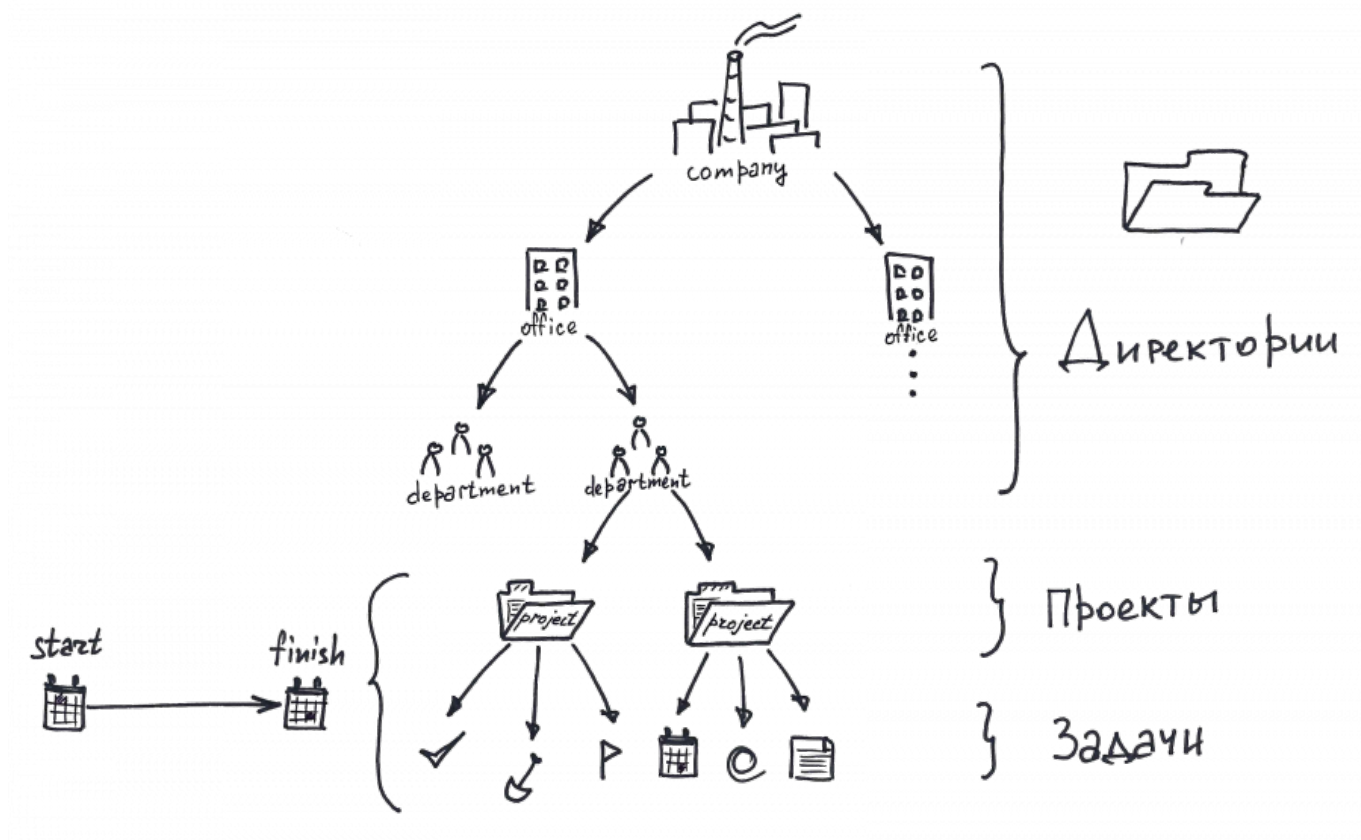 company
office
office
Директории
department
department
project
project
Проекты
start
finish
Задачи